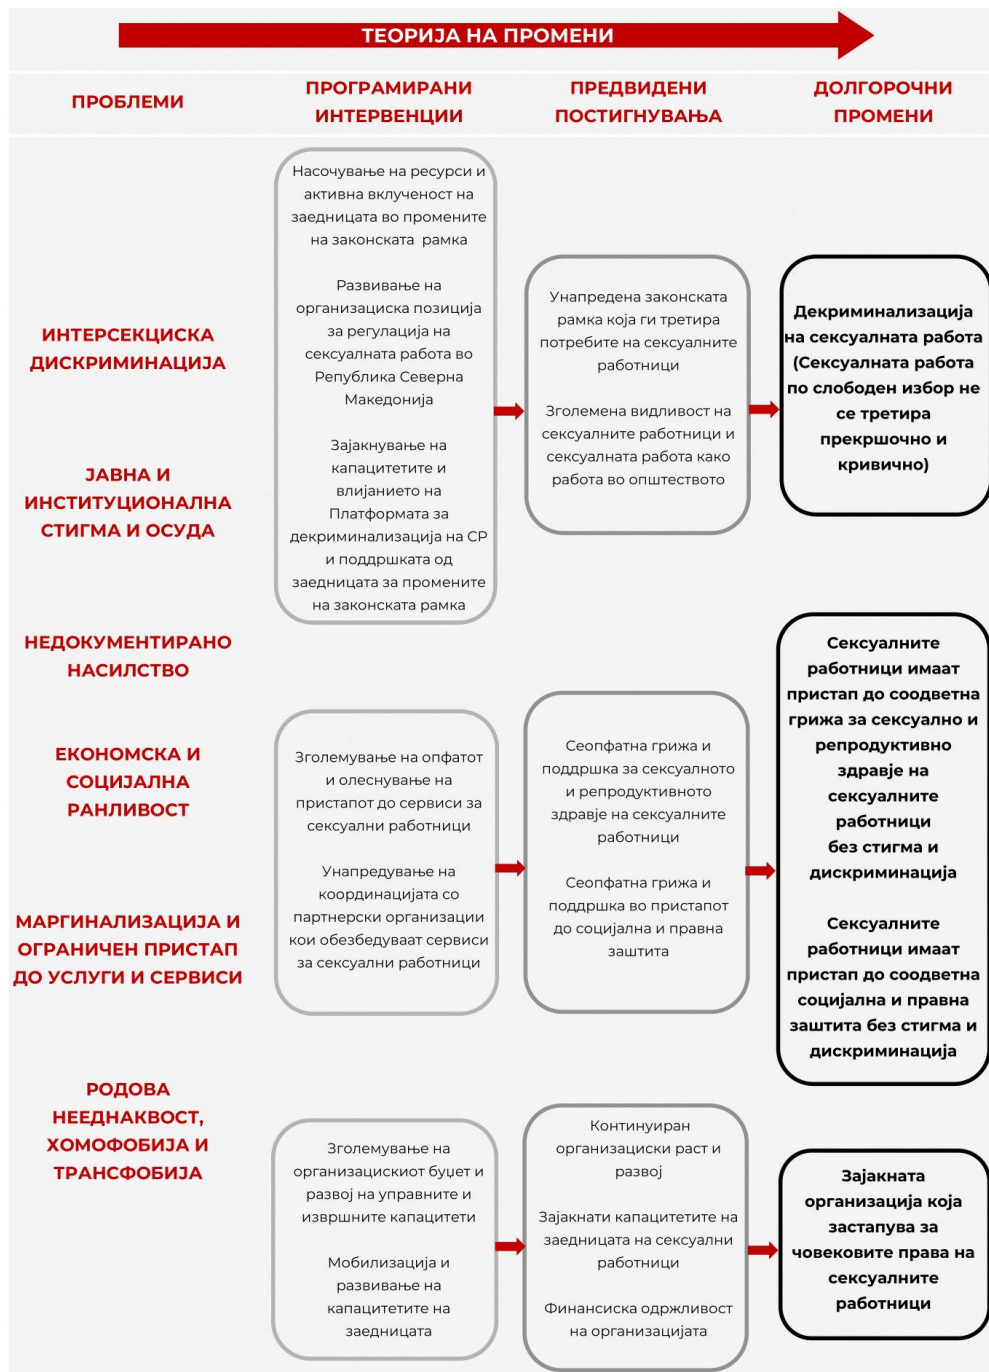 ТЕОРИЈА НА ПРОМЕНИ
ПРОБЛЕМИ
ПРОГРАМИРАНИ
ИНТЕРВЕНЦИИ
ПРЕДВИДЕНИ
ПОСТИГНУВАЊА
ДОЛГОРОЧНИ
ПРОМЕНИ
ИНТЕРСЕКЦИСКА
ДИСКРИМИНАЦИЈА
ЈАВНА И
ИНСТИТУЦИОНАЛНА
СТИГМА И ОСУДА
НЕДОКУМЕНТИРАНО
НАСИЛСТВО
ЕКОНОМСКА И
СОЦИЈАЛНА
РАНЛИВОСТ
МАРГИНАЛИЗАЦИЈА И
ОГРАНИЧЕН ПРИСТАП
ДО УСЛУГИ И СЕРВИСИ
РОДОВА
НЕЕДНАКВОСТ,
ХОМОФОБИЈА И
ТРАНСФОБИЈА
Насочување на ресурси и
активна вклученост на
заедницата во промените
на законската рамка
Развивање на
организациска позиција
за регулација на
сексуалната работа во
Република Северна
Македонија
Зајакнување на
капацитетите и
влијанието на
Платформата за
декриминализација на СР
и поддршката од
заедницата за промените
на законската рамка
Унапредена законската
рамка која ги третира
потребите на сексуалните
работници
Зголемена видливост на
сексуалните работници и
сексуалната работа како
работа во општеството
Декриминализација
на сексуалната работа
(Сексуалната работа
по слободен избор не
се третира
прекршочно и
кривично)
Зголемување на опфатот
и олеснување на
пристапот до сервиси за
сексуални работници
Унапредување на
координацијата со
партнерски организации
кои обезбедуваат сервиси
за сексуални работници
Сеопфатна грижа и
поддршка за сексуалното
и репродуктивното
здравје на сексуалните
работници
Сеопфатна грижа и
поддршка во пристапот
до социјална и правна
заштита
Сексуалните
работници имаат
пристап до соодветна
грижа за сексуално и
репродуктивно
здравје на
сексуалните
работници
без стигма и
дискриминација
Сексуалните
работници имаат
пристап до соодветна
социјална и правна
заштита без стигма и
дискриминација
Зголемување на
организацискиот буџет и
развој на управните и
извршните капацитети
Мобилизација и
развивање на
капацитетите на
заедницата
Континуиран
организациски раст и
развој
Зајакнати капацитетите на
заедницата на сексуални
работници
Финансиска одржливост
на организацијата
Зајакната
организација која
застапува за
човековите права на
сексуалните
работници